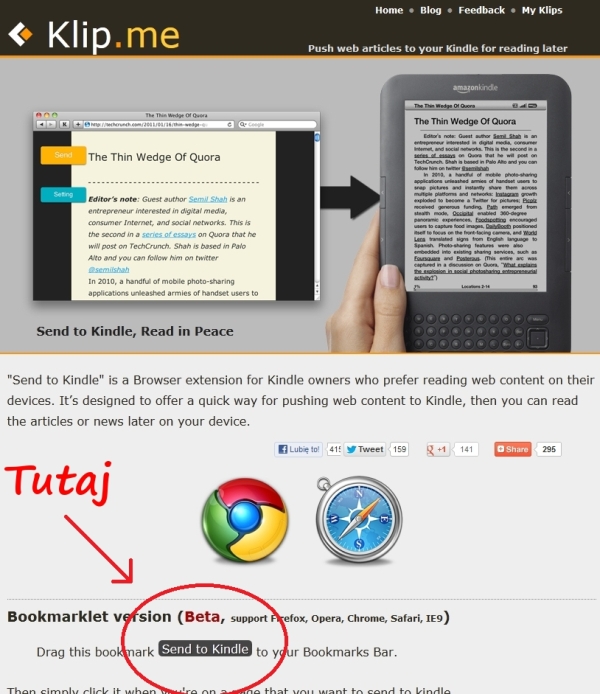 Home • Blog • Feedback • My Klips
Klip.me
Push web articles to your Kindle for reading later
The Thin Wedge Of Quora
http://techcrunch.com/2011/01/16/thin-wedge-q
Google
Send
The Thin Wedge Of Quora
Setting
Editor's note: Guest author Semil Shah is an
entrepreneur interested in digital media,
consumer Internet, and social networks. This is
the second in a series of essays on Quora that he
will post on TechCrunch. Shah is based in Palo
Alto and you can follow him on twitter
@semilshah
In 2010, a handful of mobile photo-sharing
applications unleashed armies of handset users to
amazonkindle
The Thin Wedge Of Quora
The Thin Wedge Of Quora
Editor's note: Guest author Semil Shah is an
entrepreneur interested in digital media, consumer
internet, and social networks. This is the second in a
series of essays on Quora that he will post on
TechCrunch. Shah is based in Palo Alto and you can
follow him on twitter @semilshah
In 2010, a handful of mobile photo-sharing
applications unleashed armies of handset users to
snap pictures and instantly share them across
multiple platforms and networks: Instagram growth
exploded to become a Twitter for pictures; Picplz
received generous funding, Path emerged from
stealth mode, Occipital enabled 360-degree
panoramic experiences, Foodspotting encouraged
users to capture food images, DailyBooth positioned
itself to focus on the front-facing camera, and World
Lens translated signs from English language to
Spanish. Photo-sharing features were also
embedded into existing sharing services, such as
Foursquare and Posterous. (This entire arc was
captured in a discussion on Quora, "What explains
the explosion in social photosharing entrepreneurial
activity?")
Locations 2-14
Send to Kindle, Read in Peace
"Send to Kindle" is a Browser extension for Kindle owners who prefer reading web content on their
devices. It's designed to offer a quick way for pushing web content to Kindle, then you can read
the articles or news later on your device.
Lubię to! 41 Tweet 159 +1 141 Share 295
Tutaj
Bookmarklet version (Beta, support Firefox, Opera, Chrome, Safari, IE9)
Drag this bookmark Send to Kindle to your Bookmarks Bar.
Then simply click it when you're on a page that you want to send to kindle